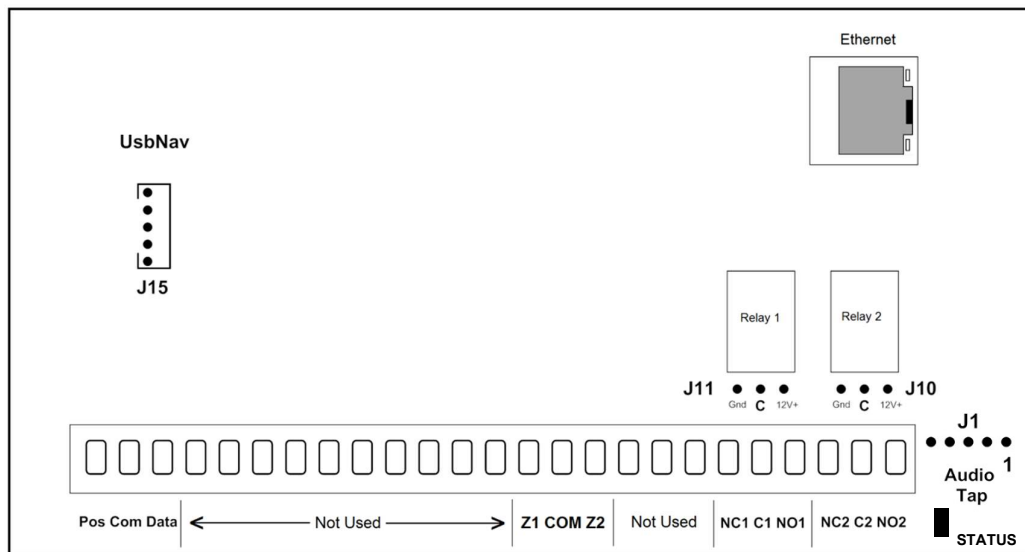 Ethernet
UsbNav
J15
Relay 1 Relay 2
J11 J10
Gnd C 12V+ Gnd C 12V+
J1
1
Audio
Tap
Pos Com Data Not Used Z1 COM Z2 Not Used NC1 C1 NO1 NC2 C2 NO2
STATUS